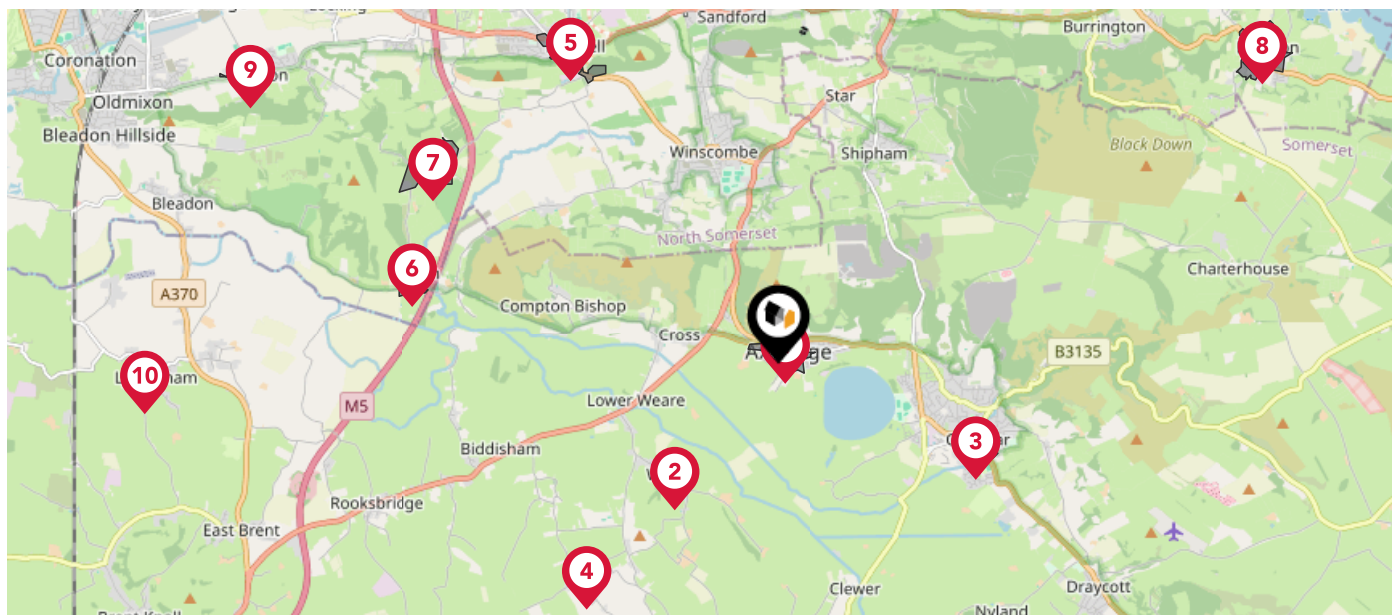 Sandford
Burrington
5
8
Coronation
9
Oldmixon
Star
Bleadon Hillside
Black Down
Somerset
7
Winscombe
Shipham
Bleadon
North Somerset
6
Charterhouse
A370
Compton Bishop
Cross
B3135
10
M5
Lower Weare
3
Biddisham
2
Rooksbridge
East Brent
4
Clewer
Draycott
Nyland